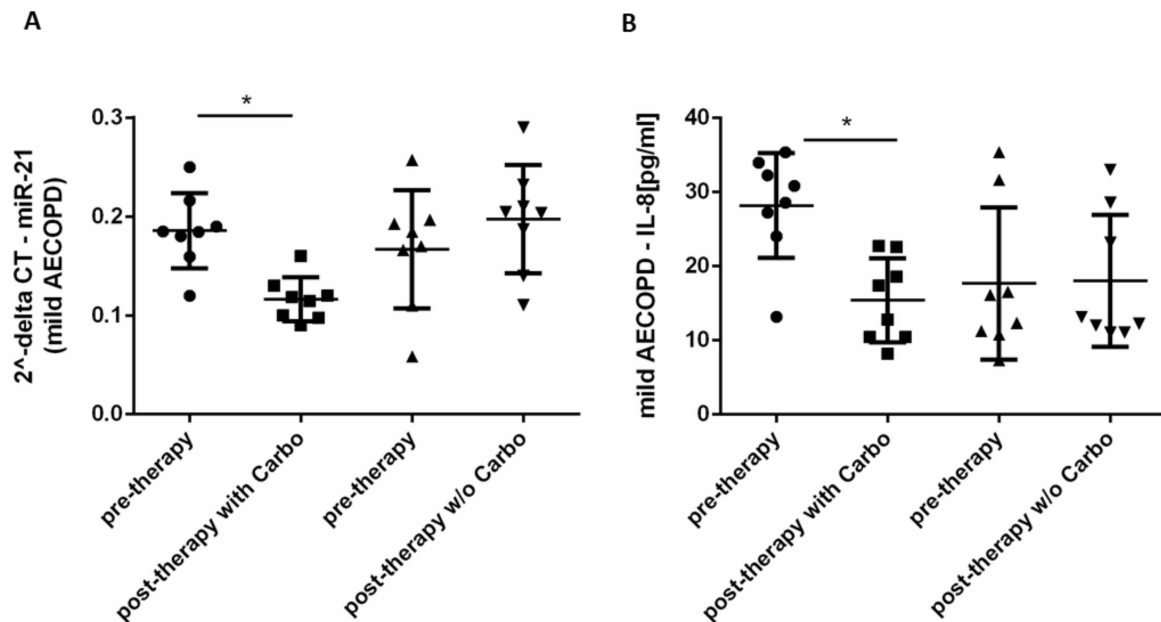 A
2^-delta CT - miR-21
(mild AECOPD)
0.3
0.2
0.1
0.0
*
pre-therapy
post-therapy with Carbo
pre-therapy
post-therapy w/o Carbo
B
mild AECOPD - IL-8[pg/ml]
40
30
20
10
0
*
pre-therapy
post-therapy with Carbo
pre-therapy
post-therapy w/o Carbo